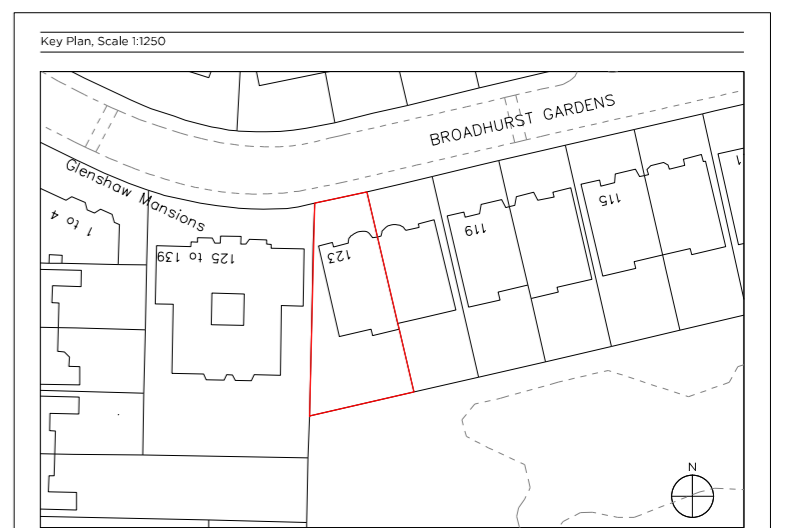 Key Plan, Scale 1:1250
BROADHURST GARDENS
Glenshaw Mansions
1 to 4
125 to 139
123
119
115
N